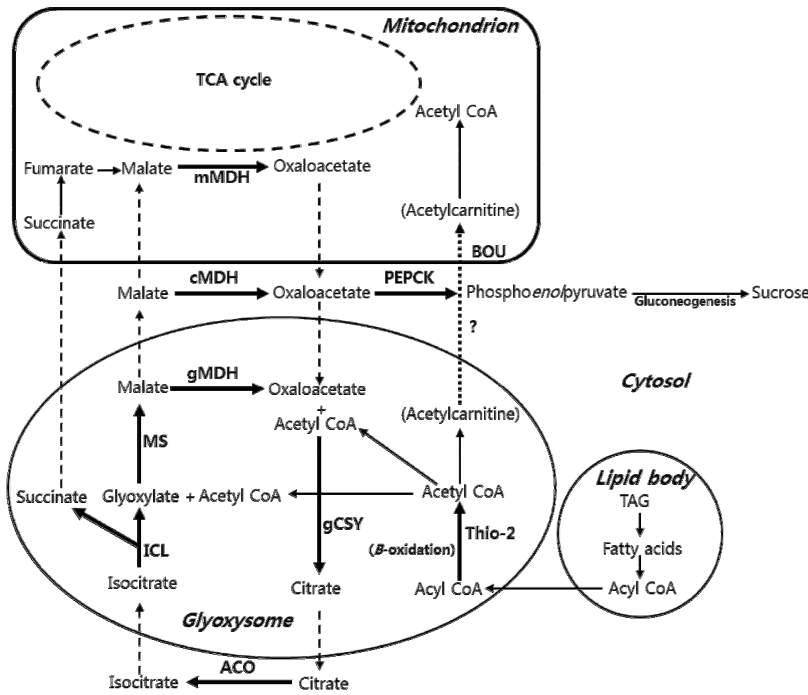 Mitochondrion
TCA cycle
Acetyl CoA
Fumarate
Malate
mMDH
Oxaloacetate
Succinate
(Acetylcarnitine)
BOU
Malate
cMDH
Oxaloacetate
PEPCK
Phosphoenolpyruvate
Gluconeogenesis
Sucrose
?
Malate
gMDH
Oxaloacetate
+
Acetyl CoA
(Acetylcarnitine)
Cytosol
MS
Succinate
Glyoxylate + Acetyl CoA
Acetyl CoA
Lipid body
TAG
gCSY
Thio-2
(B-oxidation)
Fatty acids
ICL
Isocitrate
Citrate
Acyl CoA
Acyl CoA
Glyoxysome
ACO
Isocitrate
Citrate